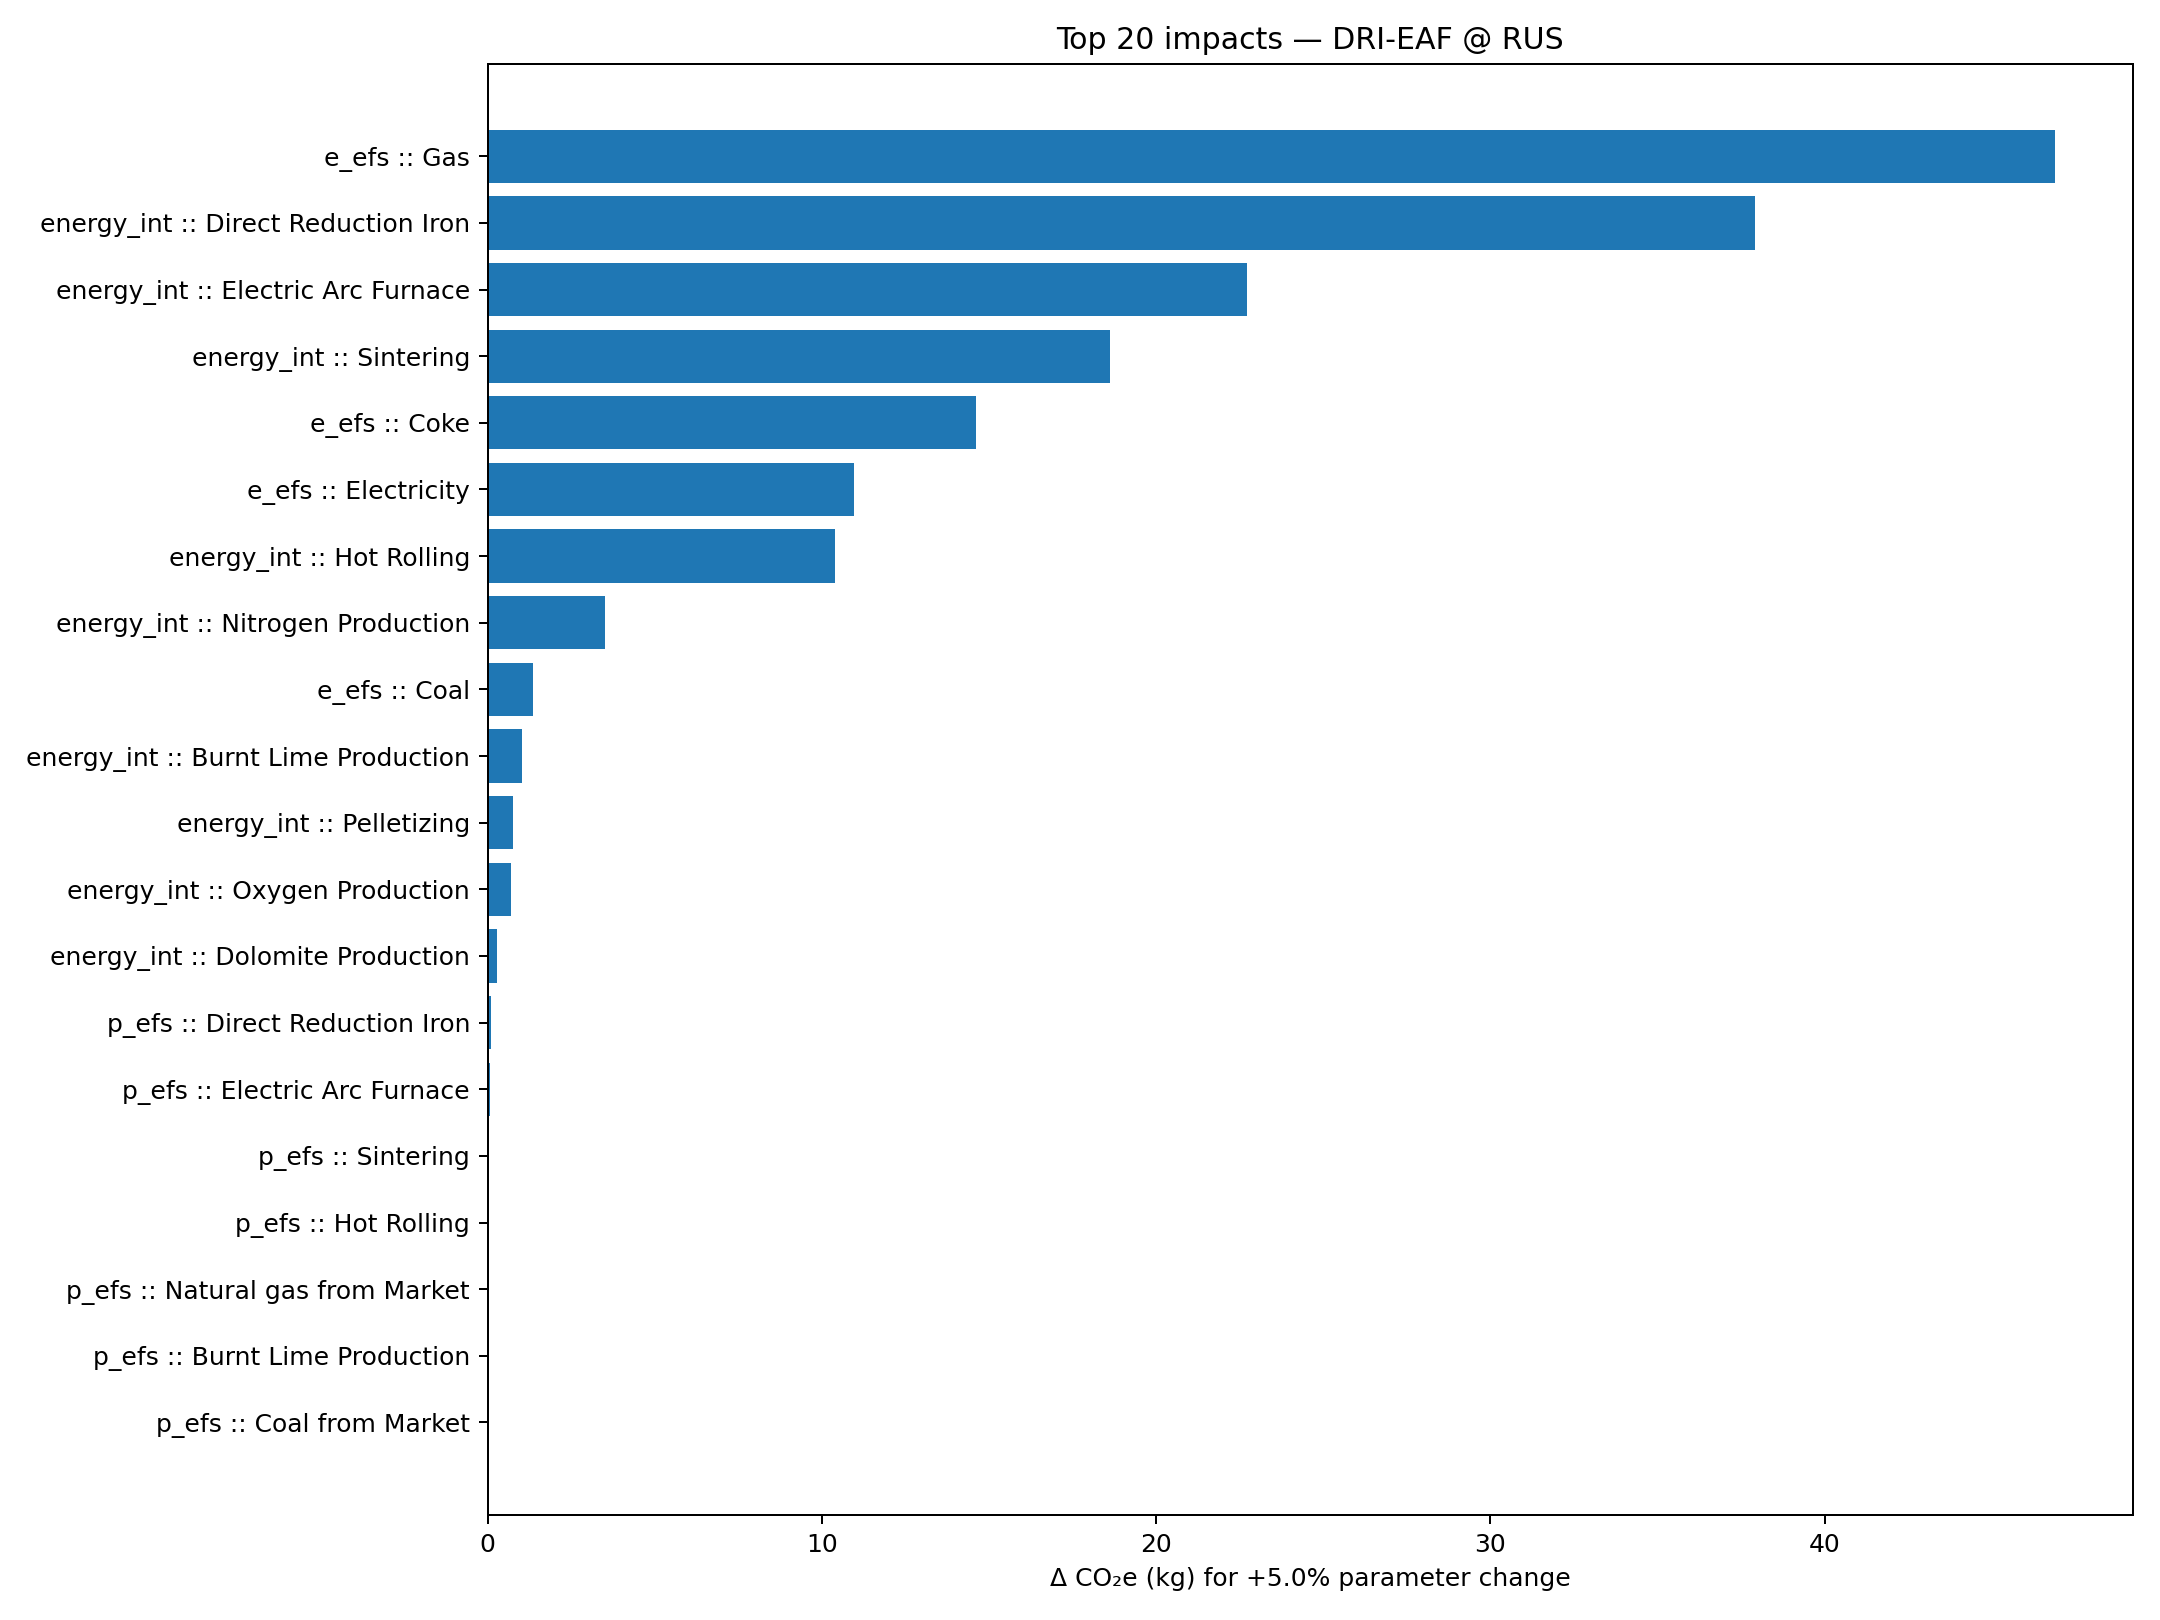 Top 20 impacts — DRI-EAF @ RUS
e_efs :: Gas
energy_int :: Direct Reduction Iron
energy_int :: Electric Arc Furnace
energy_int :: Sintering
e_efs :: Coke
e_efs :: Electricity
energy_int :: Hot Rolling
energy_int :: Nitrogen Production
e_efs :: Coal
energy_int :: Burnt Lime Production
energy_int :: Pelletizing
energy_int :: Oxygen Production
energy_int :: Dolomite Production
p_efs :: Direct Reduction Iron
p_efs :: Electric Arc Furnace
p_efs :: Sintering
p_efs :: Hot Rolling
p_efs :: Natural gas from Market
p_efs :: Burnt Lime Production
p_efs :: Coal from Market
0 10 20 30 40
Δ CO₂e (kg) for +5.0% parameter change